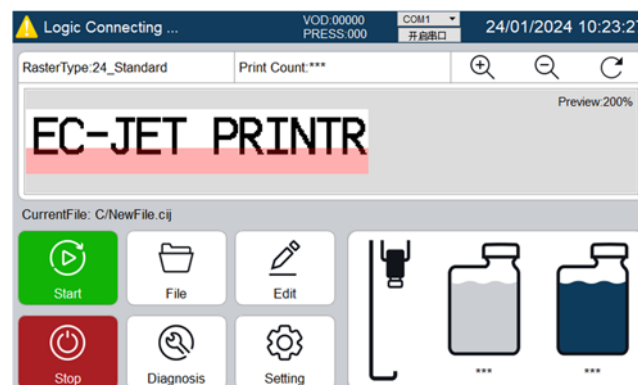 Logic Connecting ...
VOD:00000
PRESS:000
COM1
开启串口
24/01/2024 10:23:27
RasterType:24_Standard
Print Count:***
Preview:200%
EC-JET PRINTR
CurrentFile: C/NewFile.cij
Start
File
Edit
Stop
Diagnosis
Setting
***
***